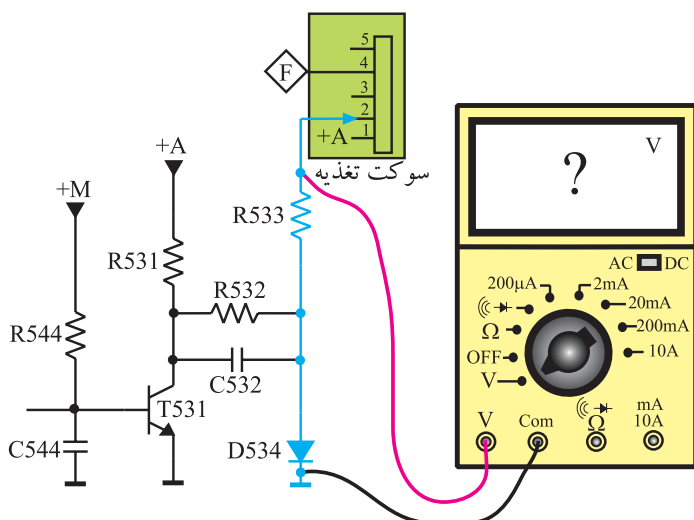 5
4
F
3
2
+A
1
سوکت تغذیه
+A
+M
R533
R531
R532
R544
C532
T531
C544
D534
V
?
AC DC
200µA
2mA
20mA
200mA
10A
Ω
OFF
V
V
Com
Ω
mA
10A